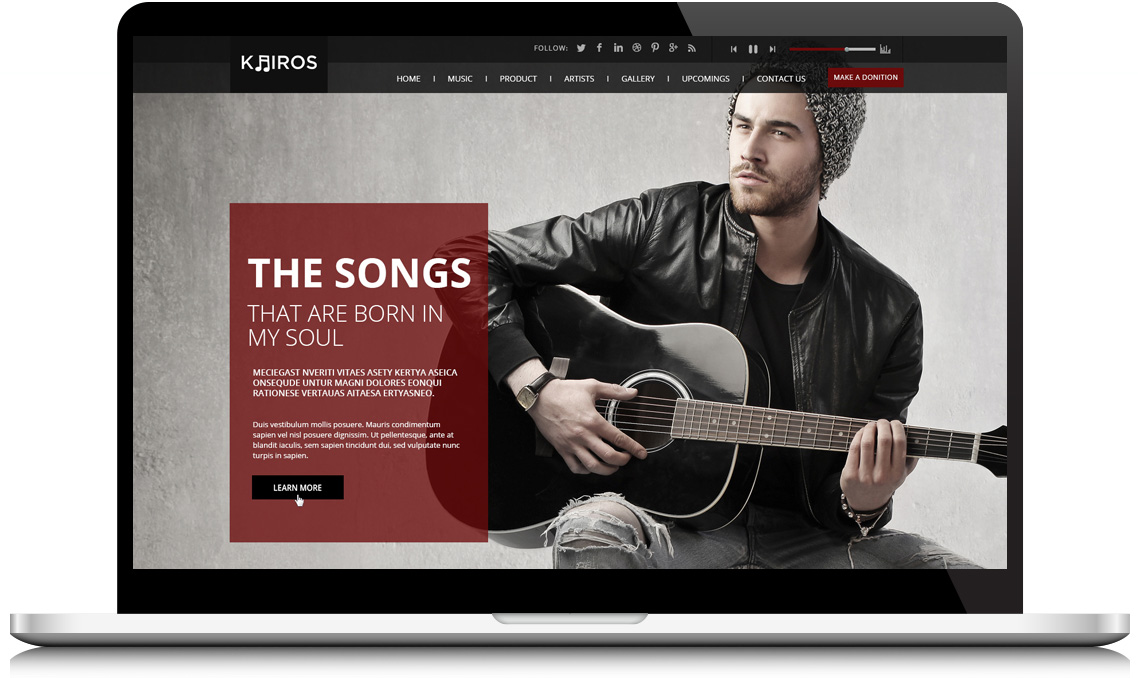 FOLLOW:
KAIROS
HOME | MUSIC | PRODUCT | ARTISTS | GALLERY | UPCOMINGS | CONTACT US
MAKE A DONITION
THE SONGS
THAT ARE BORN IN
MY SOUL
MECIEGAST NVERITI VITAES ASETY KERTYA ASEICA
ONSEQUDE UNTUR MAGNI DOLORES EONQUI
RATIONESE VERTAUAS AITAESA ERTYASNEO.
Duis vestibulum mollis posuere. Mauris condimentum
sapien vel nisl posuere dignissim. Ut pellentesque, ante at
blandit iaculis, sem sapien tincidunt dui, sed vulputate nunc
turpis in sapien.
LEARN MORE